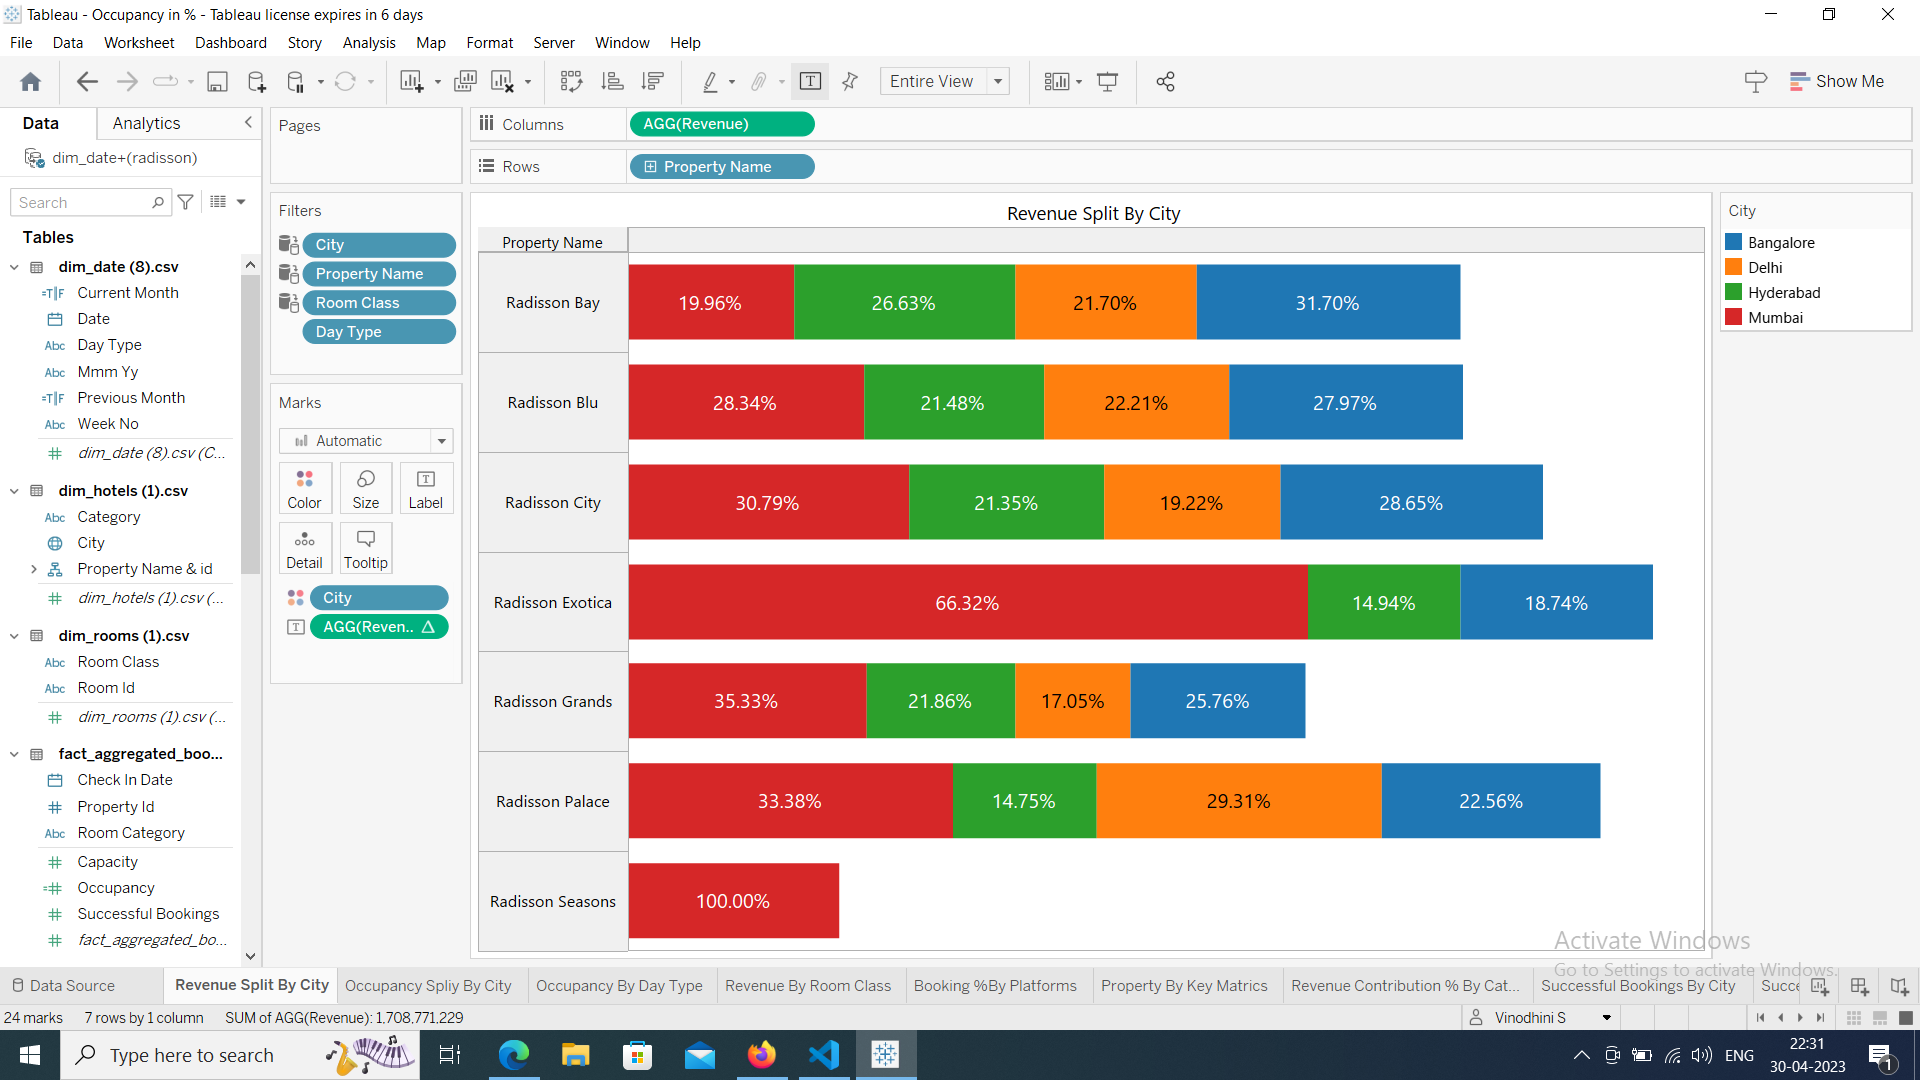 Tableau - Occupancy in % - Tableau license expires in 6 days
File Data Worksheet Dashboard Story Analysis Map Format Server Window Help
Entire View
Show Me
Data Analytics
dim_date+(radisson)
Search
Tables
dim_date (8).csv
=T|F Current Month
Date
Abc Day Type
Abc Mmm Yy
=T|F Previous Month
Abc Week No
dim_date (8).csv (C...
dim_hotels (1).csv
Abc Category
City
Property Name & id
dim_hotels (1).csv (...
dim_rooms (1).csv
Abc Room Class
Abc Room Id
dim_rooms (1).csv (...
fact_aggregated_boo...
Check In Date
Property Id
Abc Room Category
Capacity
Occupancy
Successful Bookings
fact_aggregated_bo...
Pages
Filters
City
Property Name
Room Class
Day Type
Marks
Automatic
Color Size Label
Detail Tooltip
City
AGG(Reven..
Columns AGG(Revenue)
Rows Property Name
Revenue Split By City
Property Name
Radisson Bay 19.96% 26.63% 21.70% 31.70%
Radisson Blu 28.34% 21.48% 22.21% 27.97%
Radisson City 30.79% 21.35% 19.22% 28.65%
Radisson Exotica 66.32% 14.94% 18.74%
Radisson Grands 35.33% 21.86% 17.05% 25.76%
Radisson Palace 33.38% 14.75% 29.31% 22.56%
Radisson Seasons 100.00%
City
Bangalore
Delhi
Hyderabad
Mumbai
Activate Windows
Go to Settings to activate Windows.
Data Source Revenue Split By City Occupancy Spliy By City Occupancy By Day Type Revenue By Room Class Booking %By Platforms Property By Key Matrics Revenue Contribution % By Cat... Successful Bookings By City Succe
24 marks 7 rows by 1 column SUM of AGG(Revenue): 1,708,771,229
Vinodhini S
Type here to search
ENG
22:31
30-04-2023
1